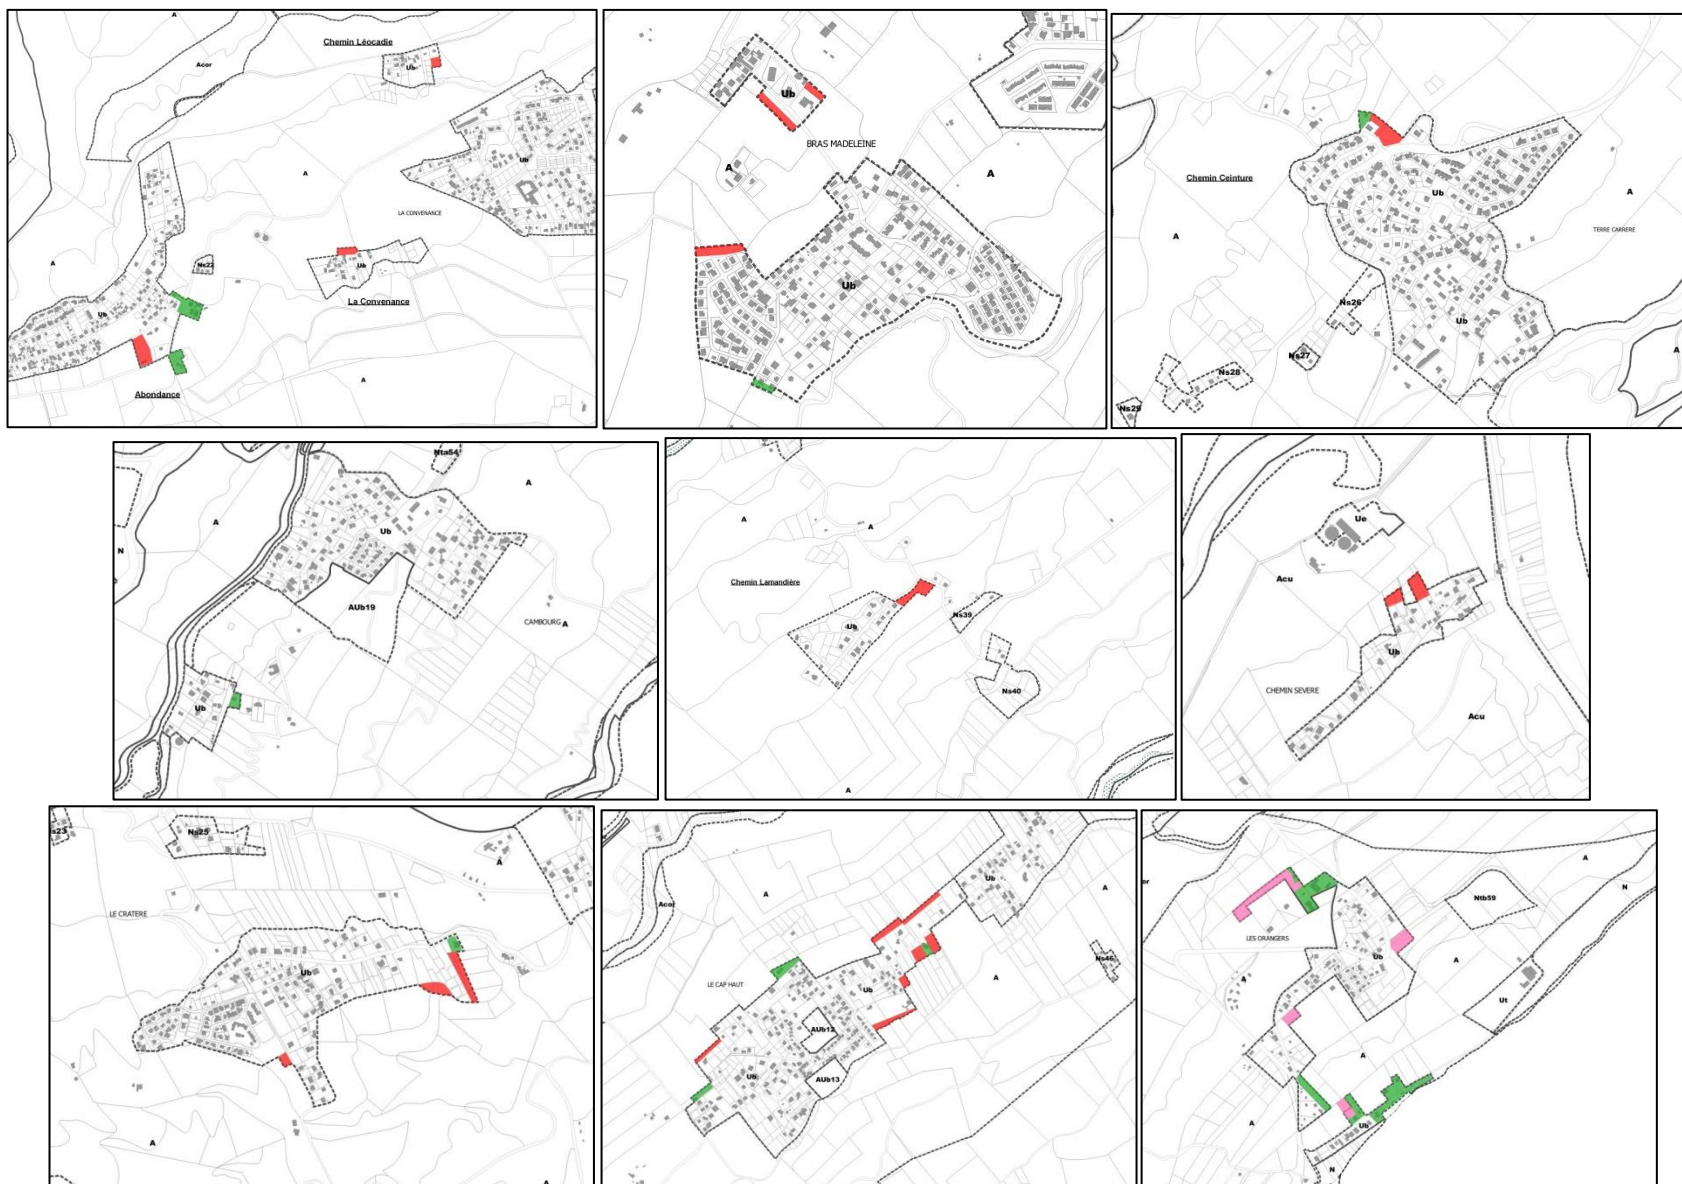 A
Chemin Léocadie
Acor
Ub
Ub
A
LA CONVENANCE
A
Ns22
Ub
La Convenance
Ub
A
Abondance
Ub
BRAS MADELEINE
A
A
Ub
Chemin Ceinture
Ub
A
A
TERRE CARRERE
Ns26
Ub
Ns27
A
Ns28
Ns29
Nta54
A
A
Ub
N
AUb19
CAMBOURG
A
Ub
A
A
Chemin Lamandière
Ns39
Ub
Ns40
A
Ue
Acu
Ub
CHEMIN SEVERE
Acu
s23
Ns25
A
LE CRATERE
Ub
A
A
Ub
A
A
Acor
Ns46
LE CAP HAUT
Ub
A
AUb12
Ub
AUb13
or
A
Ntb59
N
LES ORANGERS
Ub
A
A
Ut
A
A
Ub
N